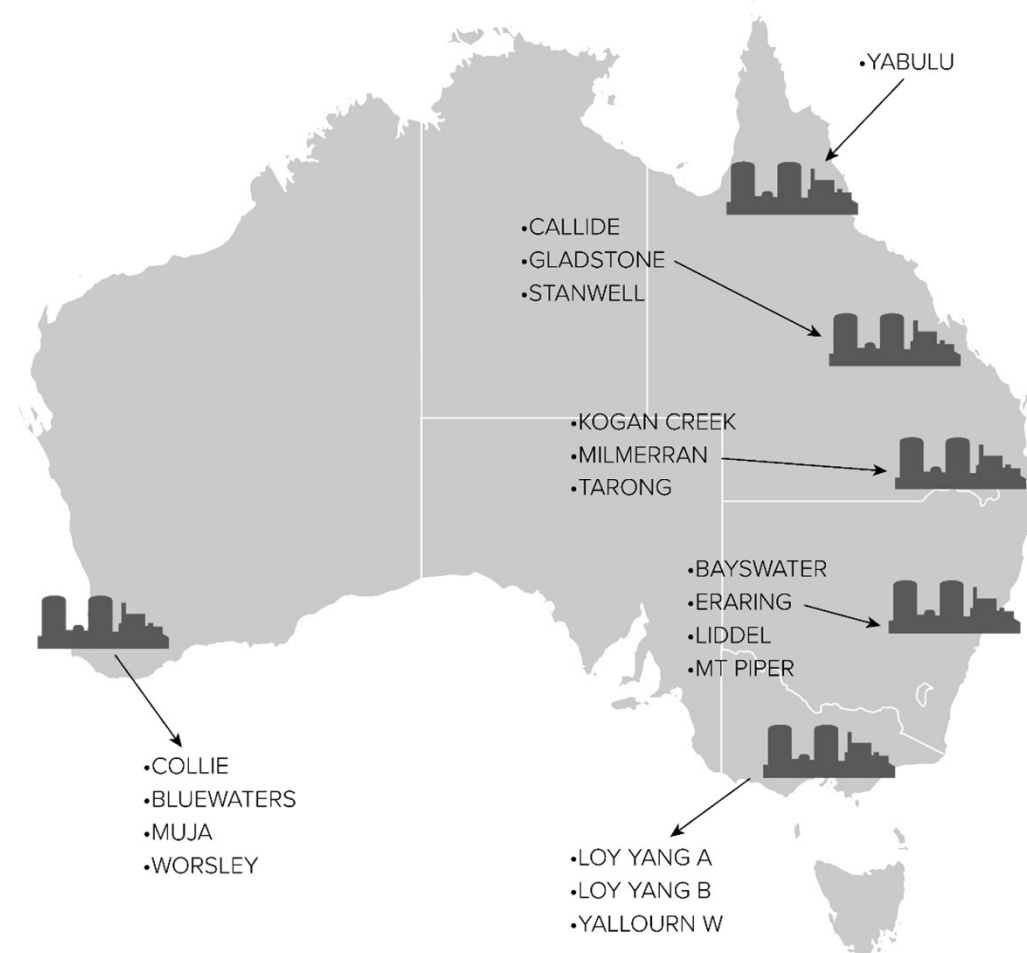 •YABULU
•CALLIDE
•GLADSTONE
•STANWELL
•KOGAN CREEK
•MILMERRAN
•TARONG
•BAYSWATER
•ERARING
•LIDDEL
•MT PIPER
•COLLIE
•BLUEWATERS
•MUJA
•WORSLEY
•LOY YANG A
•LOY YANG B
•YALLOURN W